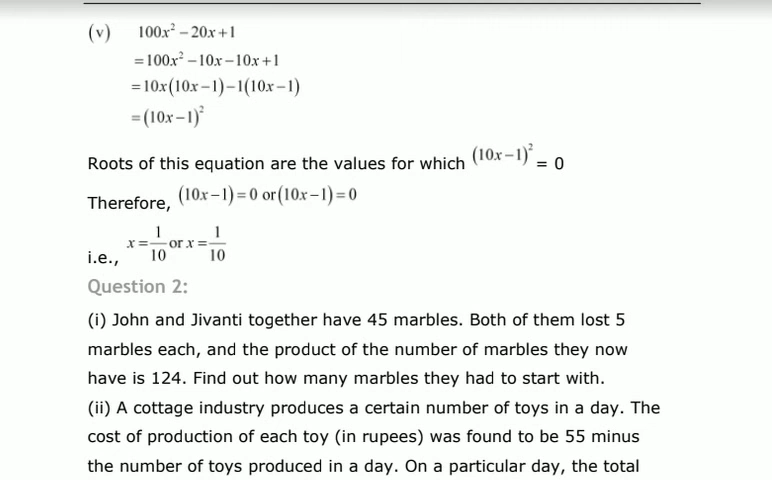 (v) 100x² – 20x + 1
= 100x² – 10x – 10x + 1
= 10x(10x – 1) – 1(10x – 1)
= (10x – 1)²
Roots of this equation are the values for which (10x – 1)² = 0
Therefore, (10x – 1) = 0 or (10x – 1) = 0
i.e., x = 1/10 or x = 1/10
Question 2:
(i) John and Jivanti together have 45 marbles. Both of them lost 5
marbles each, and the product of the number of marbles they now
have is 124. Find out how many marbles they had to start with.
(ii) A cottage industry produces a certain number of toys in a day. The
cost of production of each toy (in rupees) was found to be 55 minus
the number of toys produced in a day. On a particular day, the total